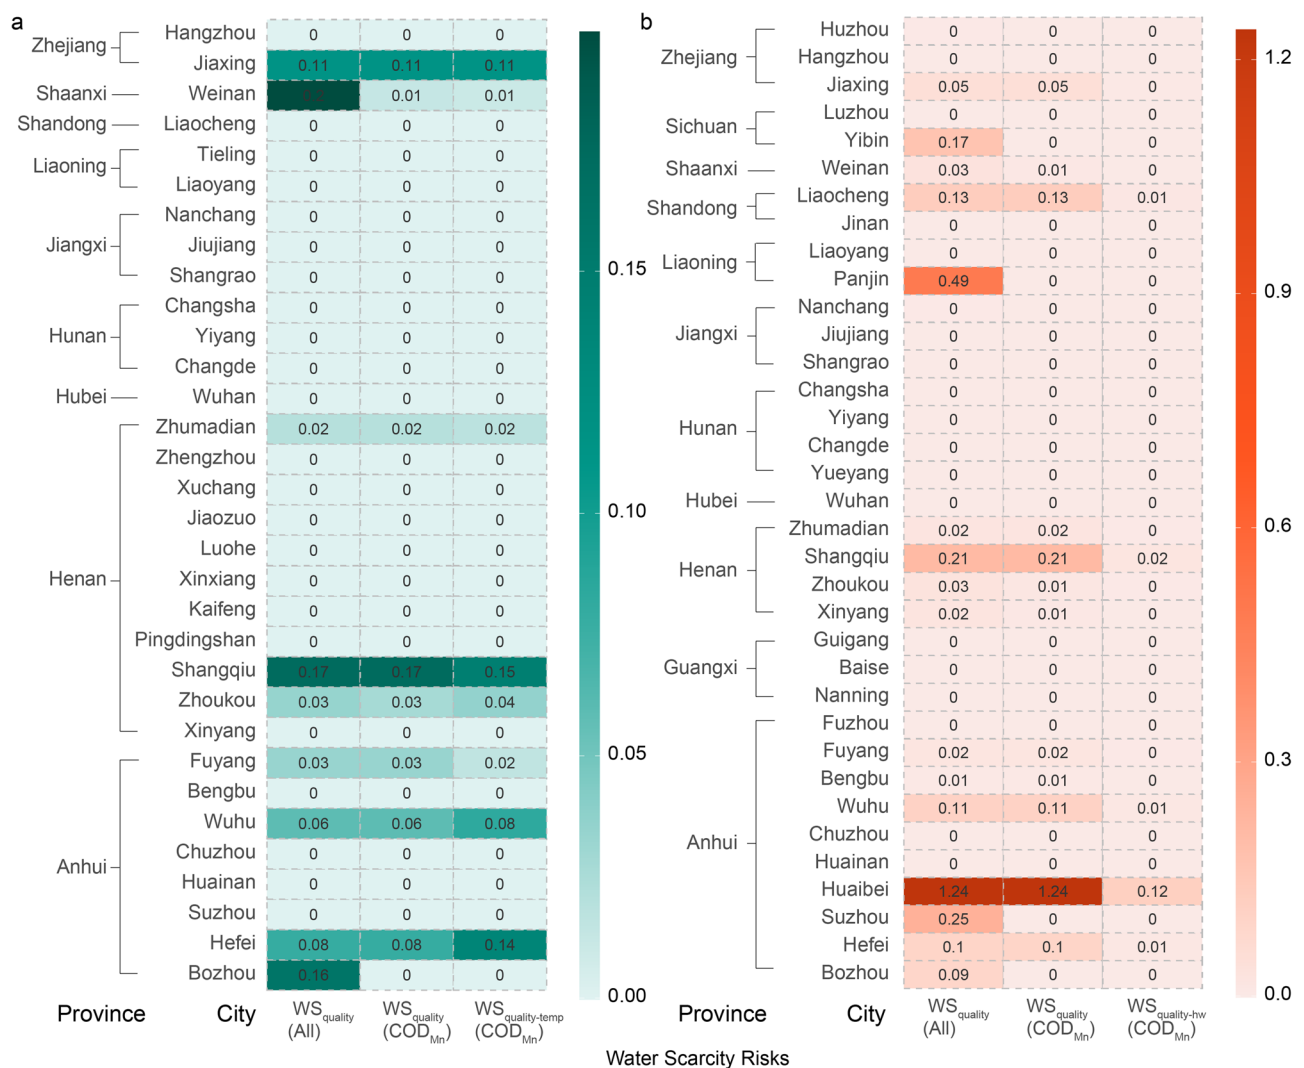 a
Zhejiang
Hangzhou 0 0 0
Jiaxing 0.11 0.11 0.11
Shaanxi Weinan 0.2 0.01 0.01
Shandong Liaocheng 0 0 0
Liaoning
Tieling 0 0 0
Liaoyang 0 0 0
Jiangxi
Nanchang 0 0 0
Jiujiang 0 0 0
Shangrao 0 0 0
Hunan
Changsha 0 0 0
Yiyang 0 0 0
Changde 0 0 0
Hubei Wuhan 0 0 0
Henan
Zhumadian 0.02 0.02 0.02
Zhengzhou 0 0 0
Xuchang 0 0 0
Jiaozuo 0 0 0
Luohe 0 0 0
Xinxiang 0 0 0
Kaifeng 0 0 0
Pingdingshan 0 0 0
Shangqiu 0.17 0.17 0.15
Zhoukou 0.03 0.03 0.04
Xinyang 0 0 0
Anhui
Fuyang 0.03 0.03 0.02
Bengbu 0 0 0
Wuhu 0.06 0.06 0.08
Chuzhou 0 0 0
Huainan 0 0 0
Suzhou 0 0 0
Hefei 0.08 0.08 0.14
Bozhou 0.16 0 0
Province City WSquality (All) WSquality (CODMn) WSquality-temp (CODMn)
0.15
0.10
0.05
0.00
b
Zhejiang
Huzhou 0 0 0
Hangzhou 0 0 0
Jiaxing 0.05 0.05 0
Sichuan
Luzhou 0 0 0
Yibin 0.17 0 0
Shaanxi Weinan 0.03 0.01 0
Shandong
Liaocheng 0.13 0.13 0.01
Jinan 0 0 0
Liaoning
Liaoyang 0 0 0
Panjin 0.49 0 0
Jiangxi
Nanchang 0 0 0
Jiujiang 0 0 0
Shangrao 0 0 0
Hunan
Changsha 0 0 0
Yiyang 0 0 0
Changde 0 0 0
Yueyang 0 0 0
Hubei Wuhan 0 0 0
Henan
Zhumadian 0.02 0.02 0
Shangqiu 0.21 0.21 0.02
Zhoukou 0.03 0.01 0
Xinyang 0.02 0.01 0
Guangxi
Guigang 0 0 0
Baise 0 0 0
Nanning 0 0 0
Anhui
Fuzhou 0 0 0
Fuyang 0.02 0.02 0
Bengbu 0.01 0.01 0
Wuhu 0.11 0.11 0.01
Chuzhou 0 0 0
Huainan 0 0 0
Huaibei 1.24 1.24 0.12
Suzhou 0.25 0 0
Hefei 0.1 0.1 0.01
Bozhou 0.09 0 0
Province City WSquality (All) WSquality (CODMn) WSquality-hw (CODMn)
1.2
0.9
0.6
0.3
0.0
Water Scarcity Risks